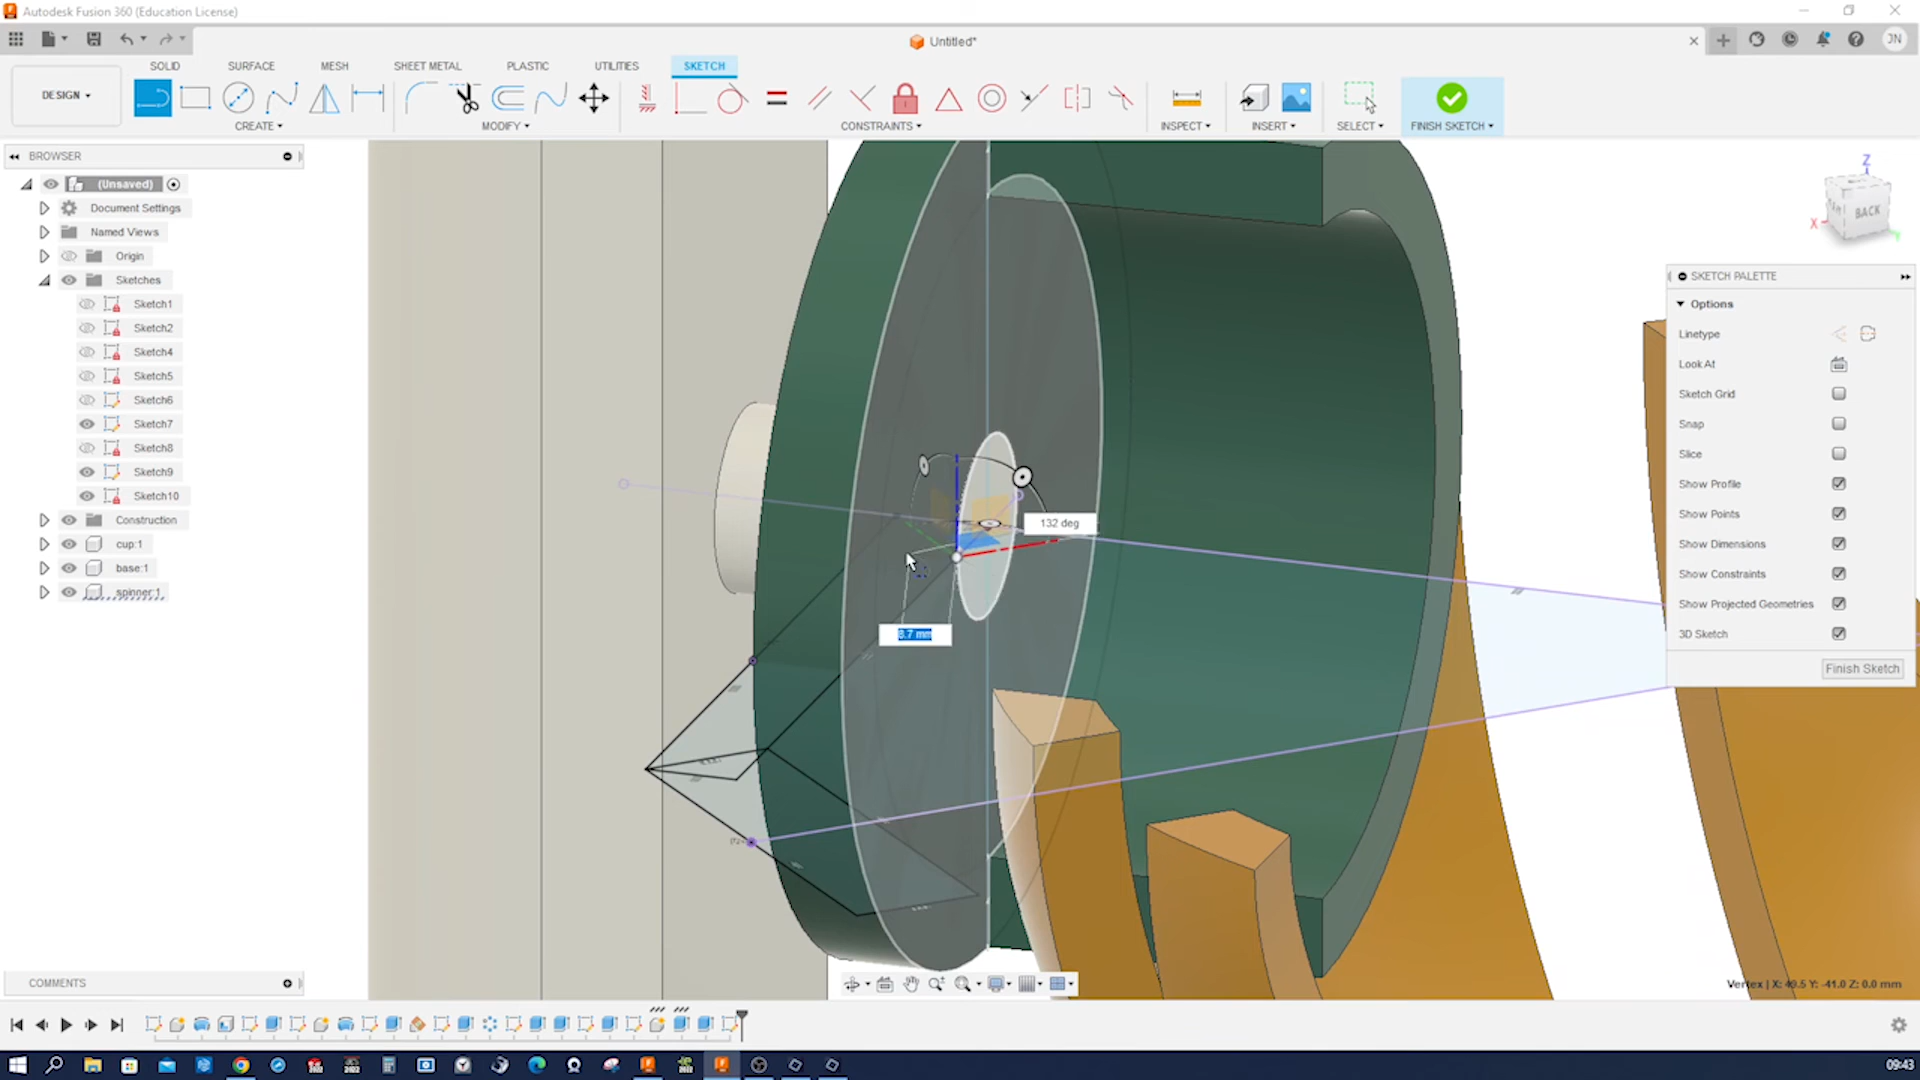 Autodesk Fusion 360 (Education License)
Untitled*
JN
SOLID
SURFACE
MESH
SHEET METAL
PLASTIC
UTILITIES
SKETCH
DESIGN
CREATE
MODIFY
CONSTRAINTS
INSPECT
INSERT
SELECT
FINISH SKETCH
BROWSER
(Unsaved)
Document Settings
Named Views
Origin
Sketches
Sketch1
Sketch2
Sketch4
Sketch5
Sketch6
Sketch7
Sketch8
Sketch9
Sketch10
Construction
cup:1
base:1
spinner:1
Z
X
BACK
SKETCH PALETTE
Options
Linetype
Look At
Sketch Grid
Snap
Slice
Show Profile
Show Points
Show Dimensions
Show Constraints
Show Projected Geometries
3D Sketch
Finish Sketch
132 deg
COMMENTS
09:43